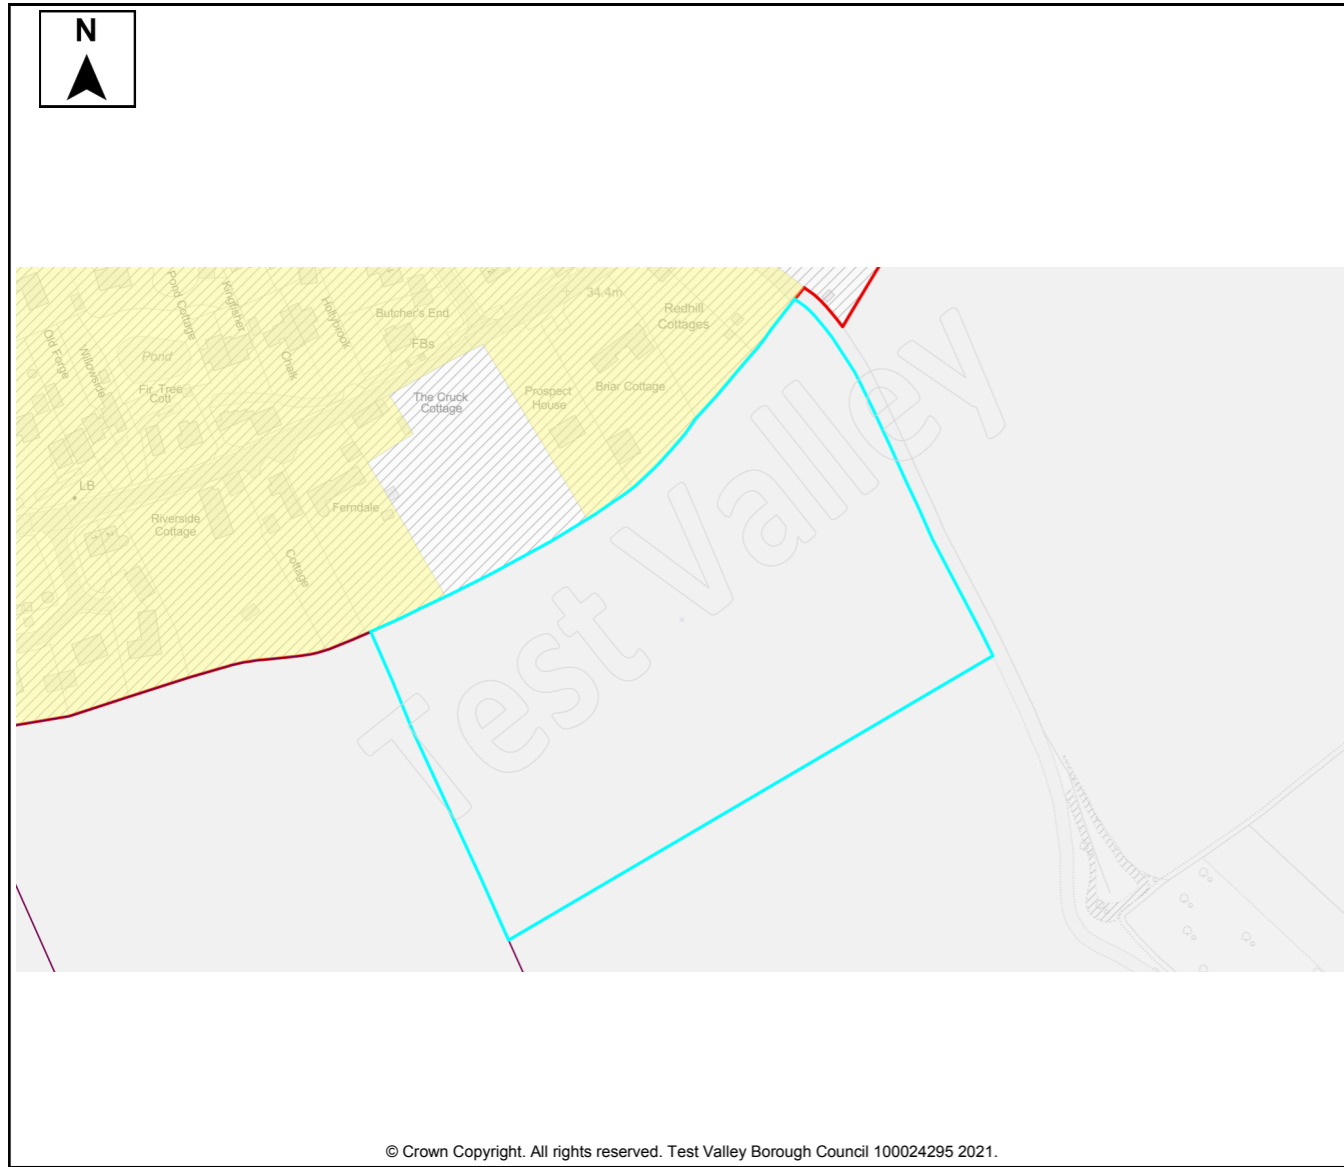 N
34.4m
Pond Cottage
Kingfisher
Hollybrook
Butcher's End
Redhill
Cottages
Old Forge
Willowside
Pond
Chalk
FBs
Fir Tree
Cott
The Cruck
Cottage
Prospect
House
Briar Cottage
LB
Ferndale
Riverside
Cottage
1
2
Cottage
Test Valley
© Crown Copyright. All rights reserved. Test Valley Borough Council 100024295 2021.